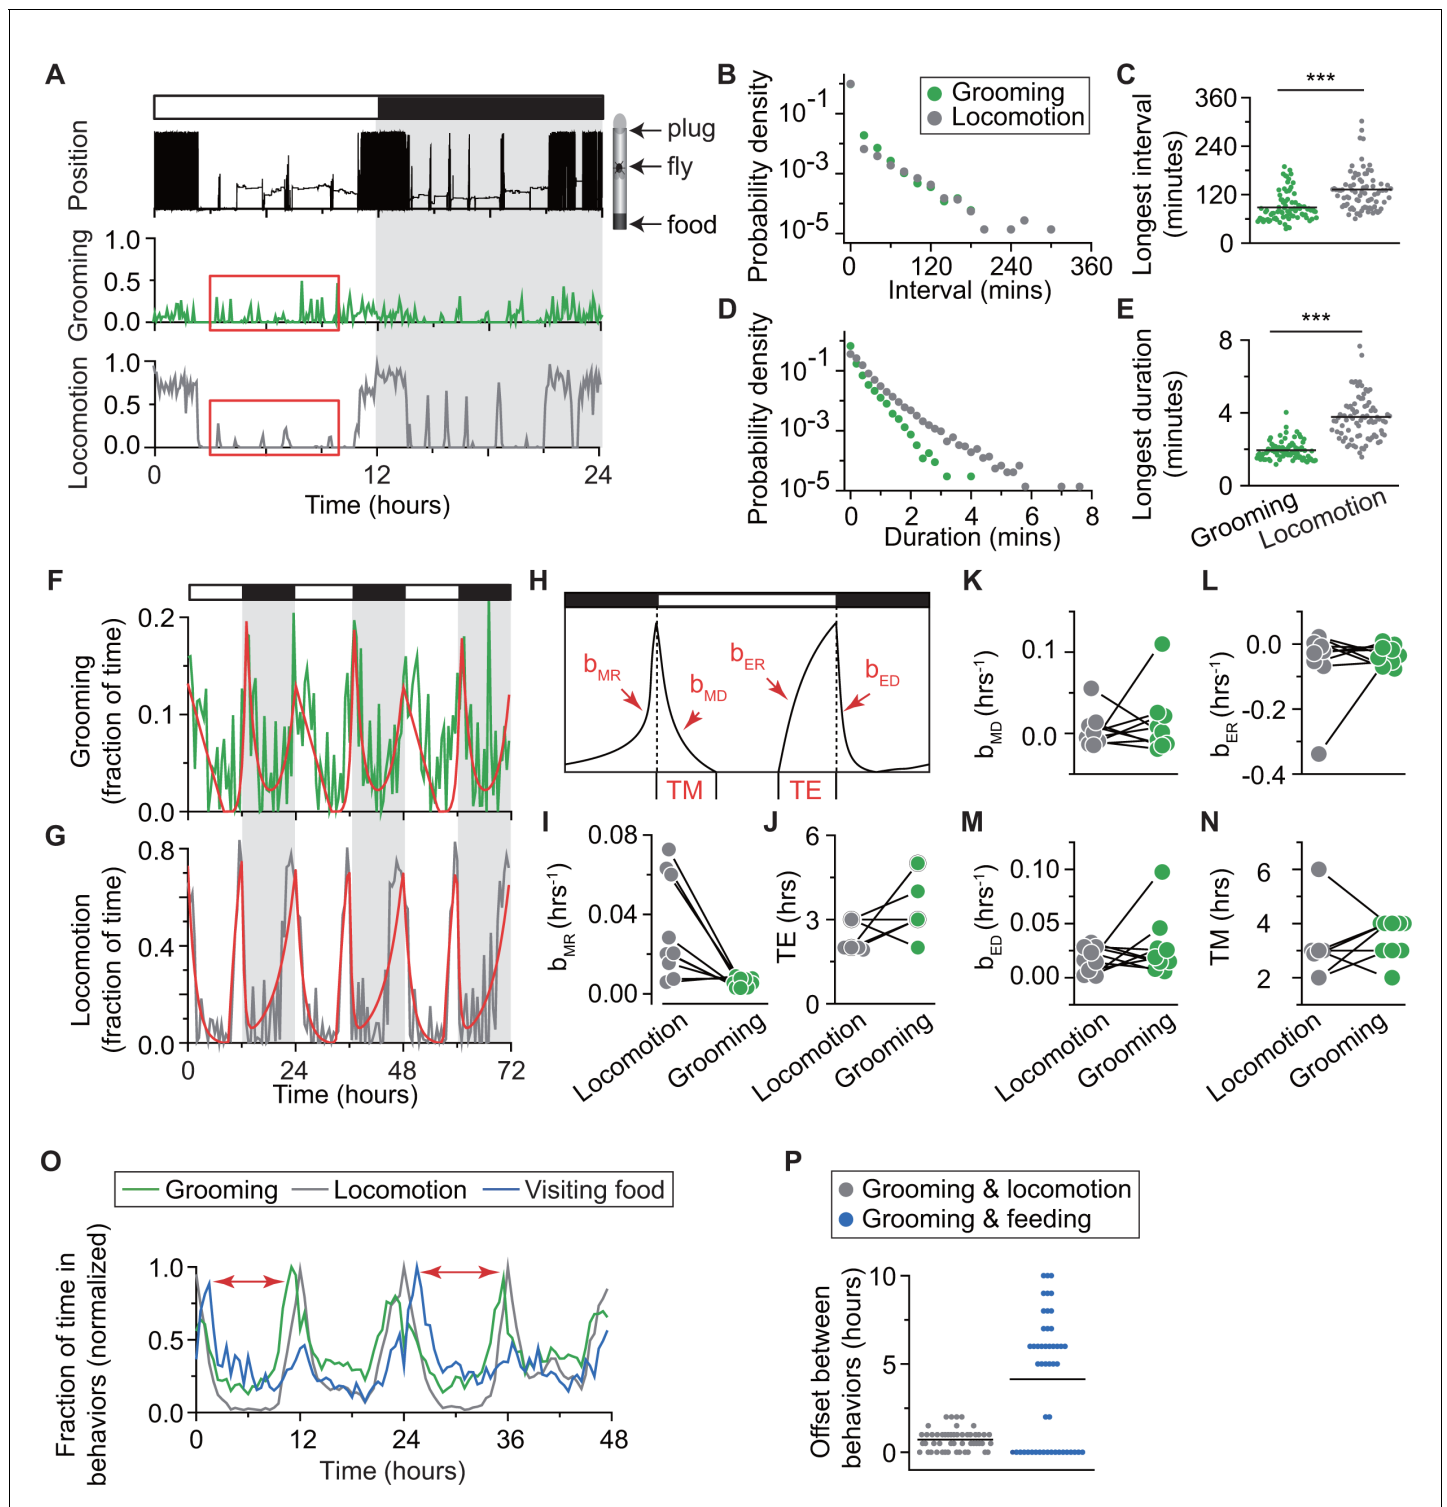 A
plug
fly
food
Position
Grooming
1.0
0.5
0.0
Locomotion
1.0
0.5
0.0
0
12
24
Time (hours)
B
Probability density
10-1
10-3
10-5
Grooming
Locomotion
0
120
240
360
Interval (mins)
C
Longest interval
(minutes)
360
240
120
0
***
D
Probability density
10-1
10-3
10-5
0
2
4
6
8
Duration (mins)
E
Longest duration
(minutes)
8
4
0
***
Grooming
Locomotion
F
Grooming
(fraction of time)
0.2
0.1
0.0
G
Locomotion
(fraction of time)
0.8
0.4
0.0
0
24
48
72
Time (hours)
H
bMR
bMD
bER
bED
TM
TE
I
bMR (hrs-1)
0.08
0.04
0.00
Locomotion
Grooming
J
TE (hrs)
6
3
0
Locomotion
Grooming
K
bMD (hrs-1)
0.1
0.0
L
bER (hrs-1)
0.0
-0.2
-0.4
M
bED (hrs-1)
0.10
0.05
0.00
Locomotion
Grooming
N
TM (hrs)
6
4
2
Locomotion
Grooming
O
Grooming
Locomotion
Visiting food
Fraction of time in
behaviors (normalized)
1.0
0.5
0.0
0
12
24
36
48
Time (hours)
P
Grooming & locomotion
Grooming & feeding
Offset between
behaviors (hours)
10
5
0